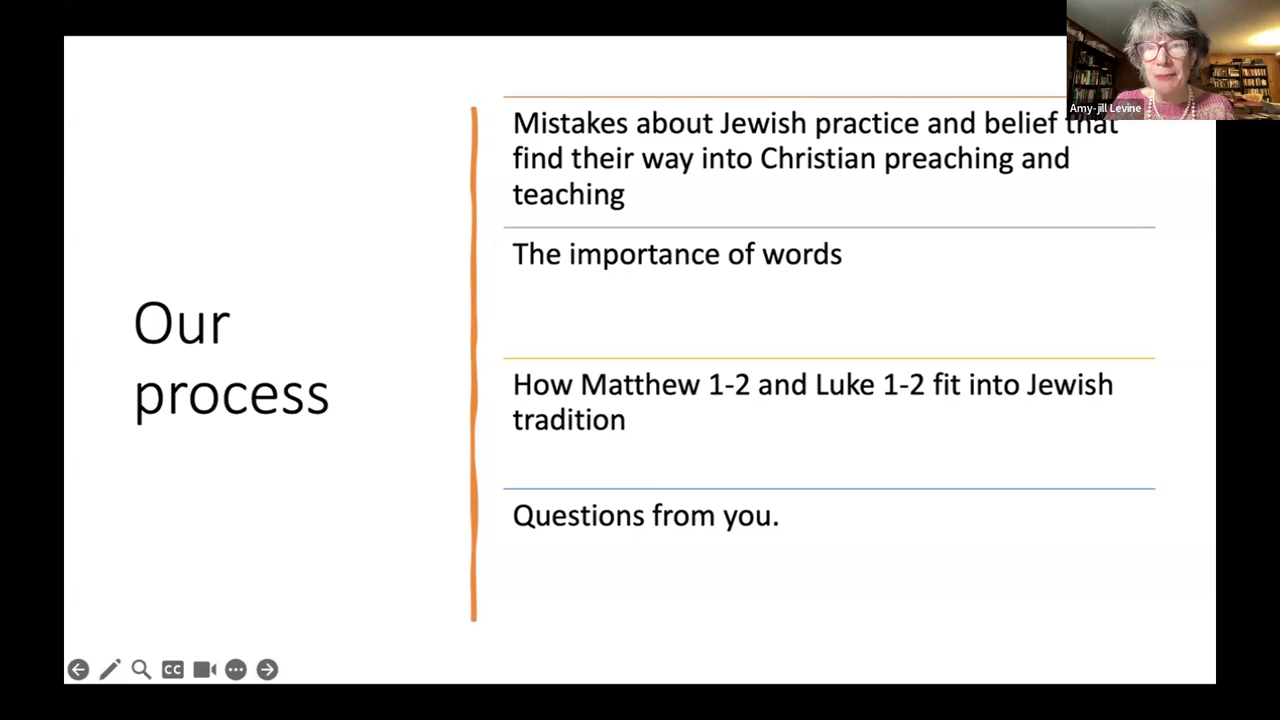 Amy-jill Levine
Mistakes about Jewish practice and belief that
find their way into Christian preaching and
teaching
The importance of words
Our
process
How Matthew 1-2 and Luke 1-2 fit into Jewish
tradition
Questions from you.
CC